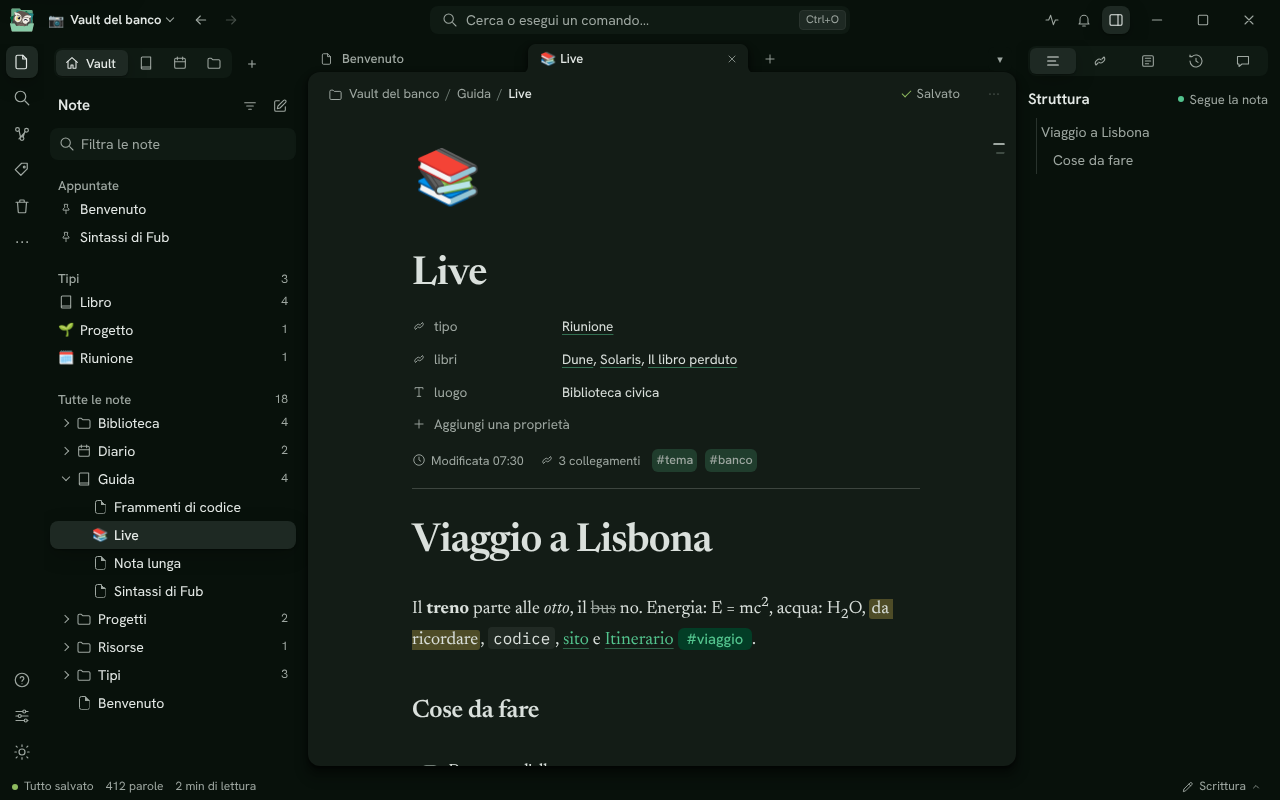 Vault del banco
Cerca o esegui un comando...
Ctrl+O
Vault
Benvenuto
Live
Note
Filtra le note
Appuntate
Benvenuto
Sintassi di Fub
Tipi 3
Libro 4
Progetto 1
Riunione 1
Tutte le note 18
Biblioteca 4
Diario 2
Guida 4
Frammenti di codice
Live
Nota lunga
Sintassi di Fub
Progetti 2
Risorse 1
Tipi 3
Benvenuto
Vault del banco / Guida / Live
Salvato
Live
tipo Riunione
libri Dune, Solaris, Il libro perduto
luogo Biblioteca civica
Aggiungi una proprietà
Modificata 07:30 3 collegamenti #tema #banco
Viaggio a Lisbona
Il treno parte alle otto, il bus no. Energia: E = mc², acqua: H₂O, da
ricordare, codice, sito e Itinerario #viaggio.
Cose da fare
Struttura
Segue la nota
Viaggio a Lisbona
Cose da fare
Tutto salvato 412 parole 2 min di lettura
Scrittura